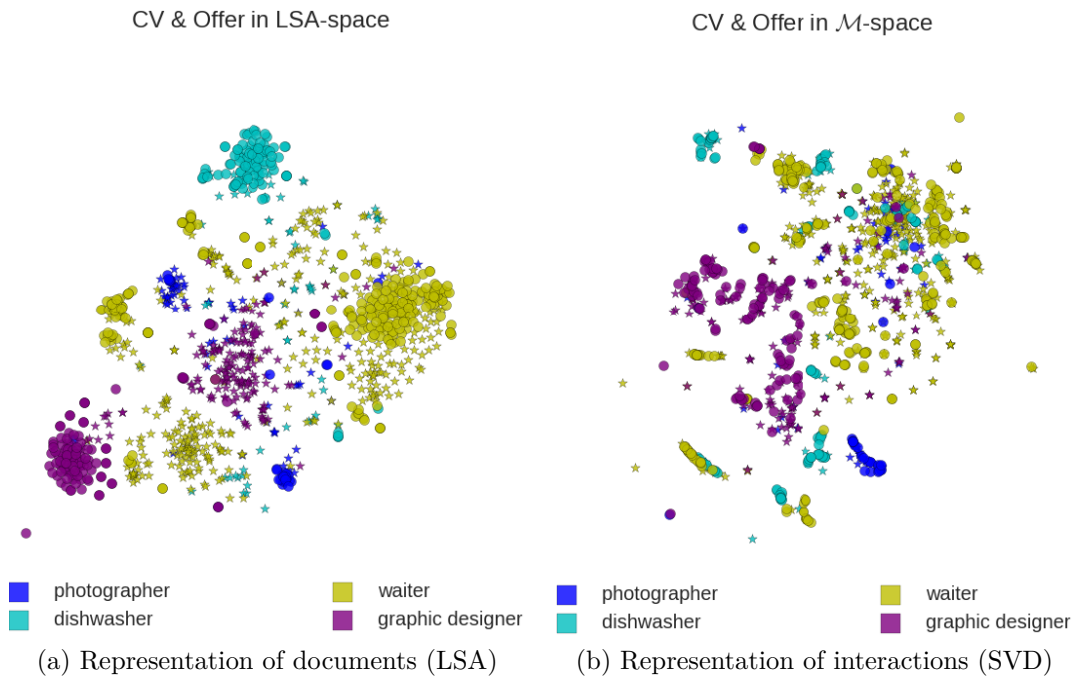 CV & Offer in LSA-space
photographer
waiter
dishwasher
graphic designer
(a) Representation of documents (LSA)
CV & Offer in ℳ-space
photographer
waiter
dishwasher
graphic designer
(b) Representation of interactions (SVD)